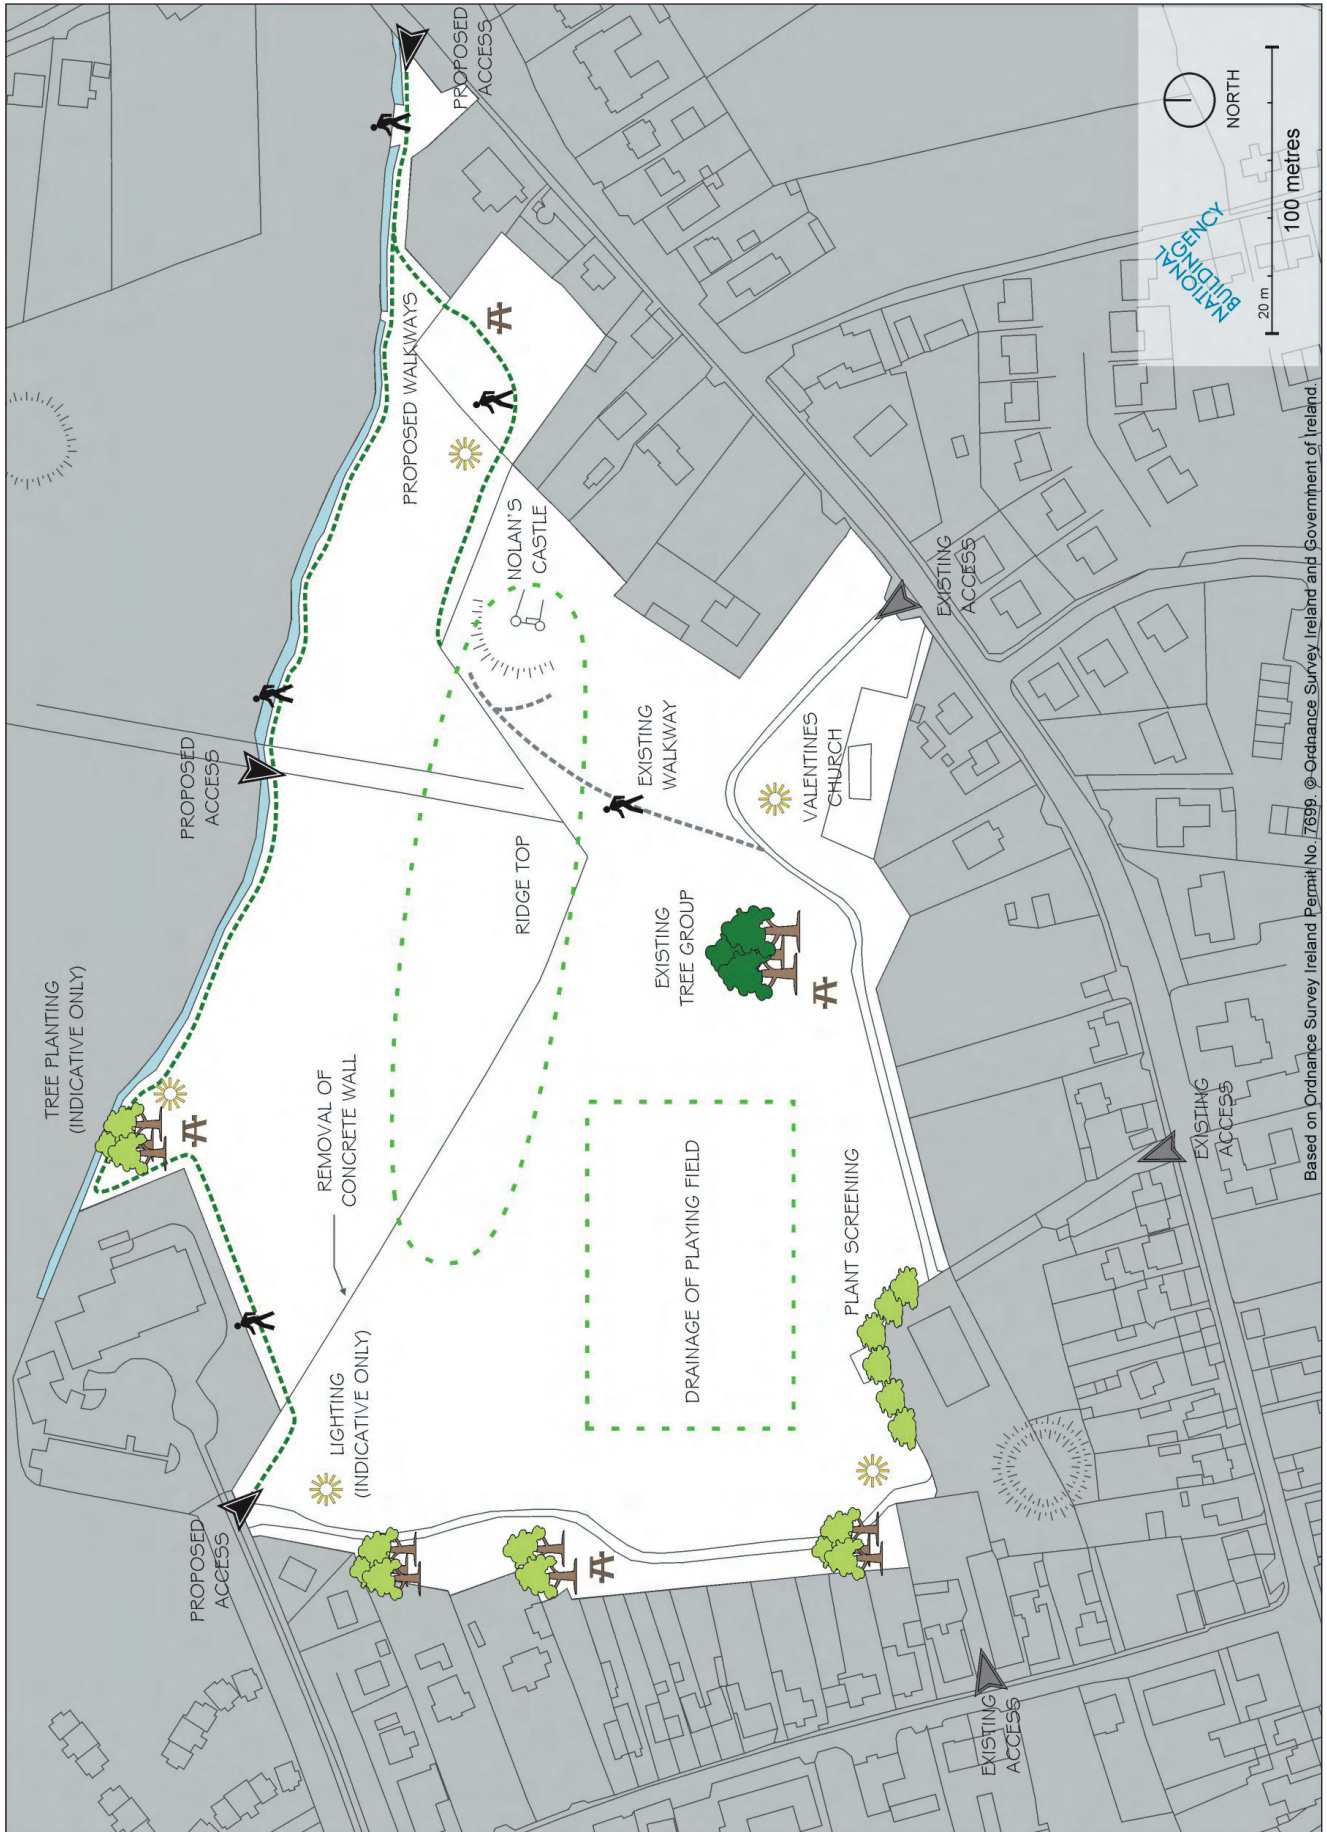 TREE PLANTING
(INDICATIVE ONLY)
PROPOSED
ACCESS
PROPOSED
ACCESS
PROPOSED WALKWAYS
PROPOSED
ACCESS
REMOVAL OF
CONCRETE WALL
LIGHTING
(INDICATIVE ONLY)
RIDGE TOP
NOLAN'S
CASTLE
EXISTING
WALKWAY
EXISTING
TREE GROUP
DRAINAGE OF PLAYING FIELD
VALENTINES
CHURCH
PLANT SCREENING
EXISTING
ACCESS
EXISTING
ACCESS
EXISTING
ACCESS
NATIONAL
BUILDINGENCY
NORTH
20 m
100 metres
Based on Ordnance Survey Ireland Permit No. 7699. © Ordnance Survey Ireland and Government of Ireland.